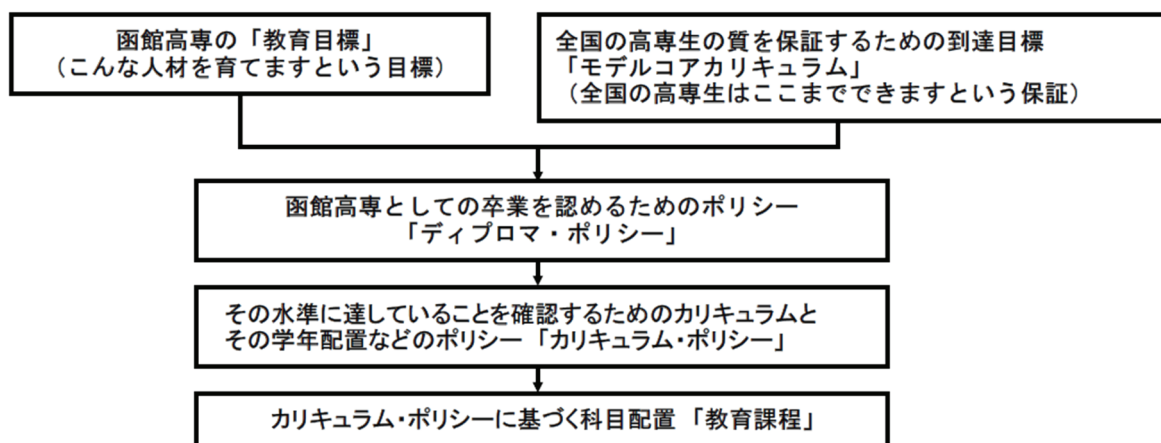 函館高専の「教育目標」
（こんな人材を育てますという目標）
全国の高専生の質を保証するための到達目標
「モデルコアカリキュラム」
（全国の高専生はここまでできますという保証）
函館高専としての卒業を認めるためのポリシー
「ディプロマ・ポリシー」
その水準に達していることを確認するためのカリキュラムと
その学年配置などのポリシー「カリキュラム・ポリシー」
カリキュラム・ポリシーに基づく科目配置「教育課程」